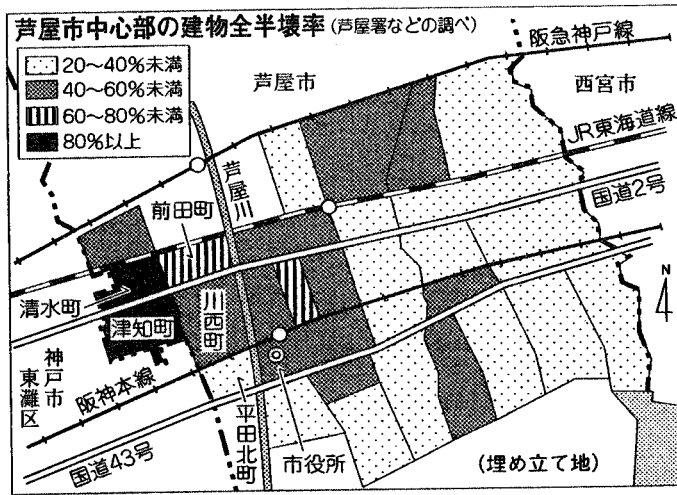 芦屋市中心部の建物全半壊率(芦屋署などの調べ)
20〜40%未満
40〜60%未満
60〜80%未満
80%以上
阪急神戸線
芦屋市
西宮市
JR東海道線
国道2号
芦屋川
前田町
清水町
津知町
川西町
神戸市
東灘区
阪神本線
平田北町
国道43号
市役所
(埋め立て地)
N